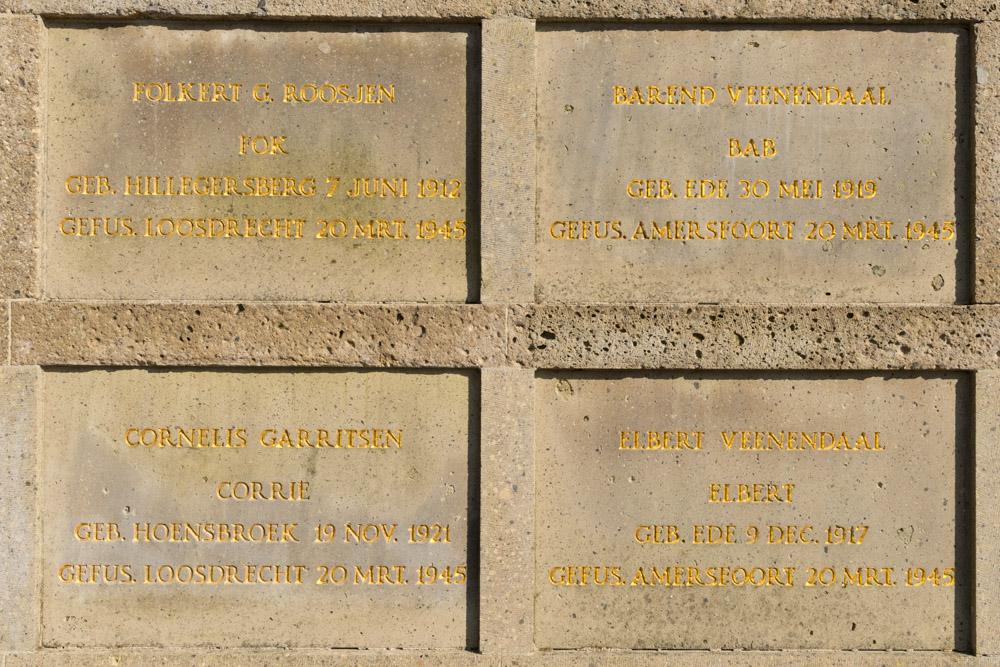 FOLKERT G. ROOSJEN
FOK
GEB. HILLEGERSBERG 7 JUNI 1912
GEFUS. LOOSDRECHT 20 MRT. 1945
BAREND VEENENDAAL
BAB
GEB. EDE 30 MEI 1919
GEFUS. AMERSFOORT 20 MRT. 1945
CORNELIS GARRITSEN
CORRIE
GEB. HOENSBROEK 19 NOV. 1921
GEFUS. LOOSDRECHT 20 MRT. 1945
ELBERT VEENENDAAL
ELBERT
GEB. EDE 9 DEC. 1917
GEFUS. AMERSFOORT 20 MRT. 1945